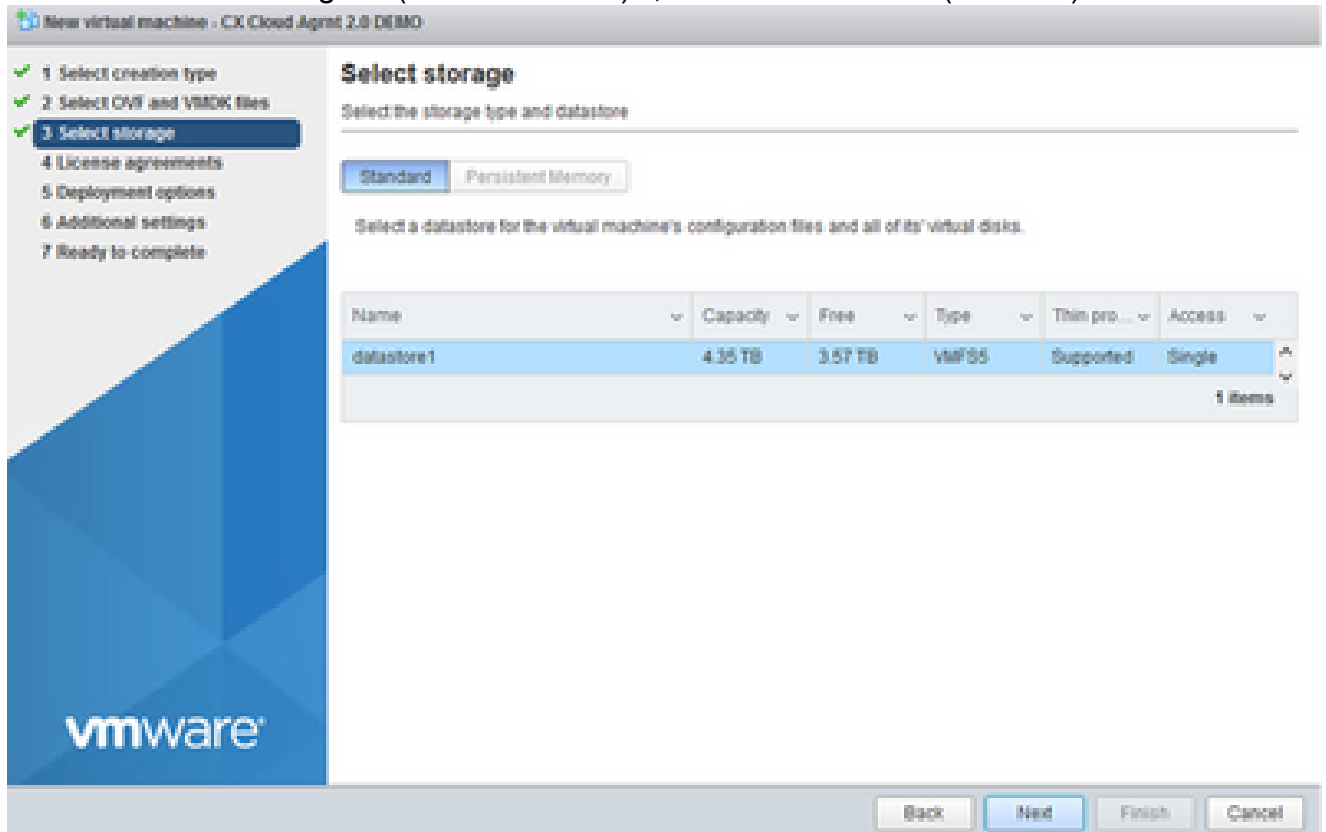 New virtual machine - CX Cloud Agrnt 2.0 DEMO
1 Select creation type
2 Select OVF and VMDK files
3 Select storage
4 License agreements
5 Deployment options
6 Additional settings
7 Ready to complete
vmware
Select storage
Select the storage type and datastore
Standard Persistent Memory
Select a datastore for the virtual machine's configuration files and all of its' virtual disks.
Name Capacity Free Type Thin pro... Access
datastore1 4.35 TB 3.57 TB VMFS5 Supported Single
1 items
Back Next Finish Cancel